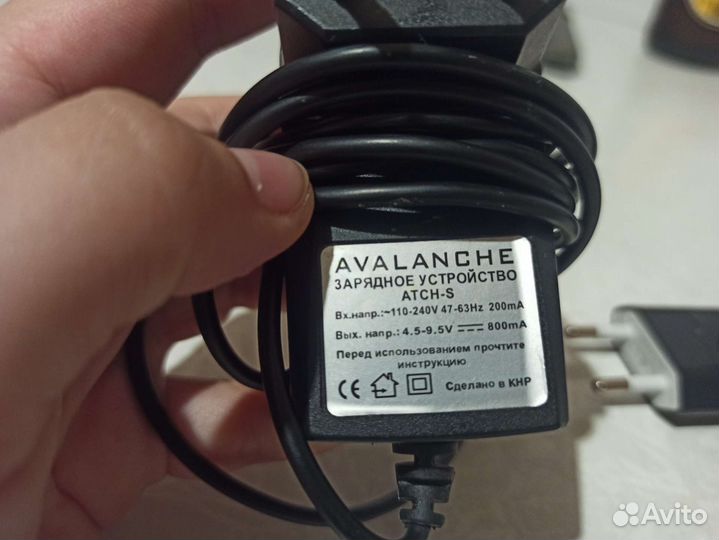 AVALANCHE
ЗАРЯДНОЕ УСТРОЙСТВО
ATCH-S
Вх.напр.:~110-240V 47-63Hz 200mA
Вых. напр.: 4.5-9.5V ⎓ 800mA
Перед использованием прочтите
инструкцию
CE Сделано в КНР
Avito